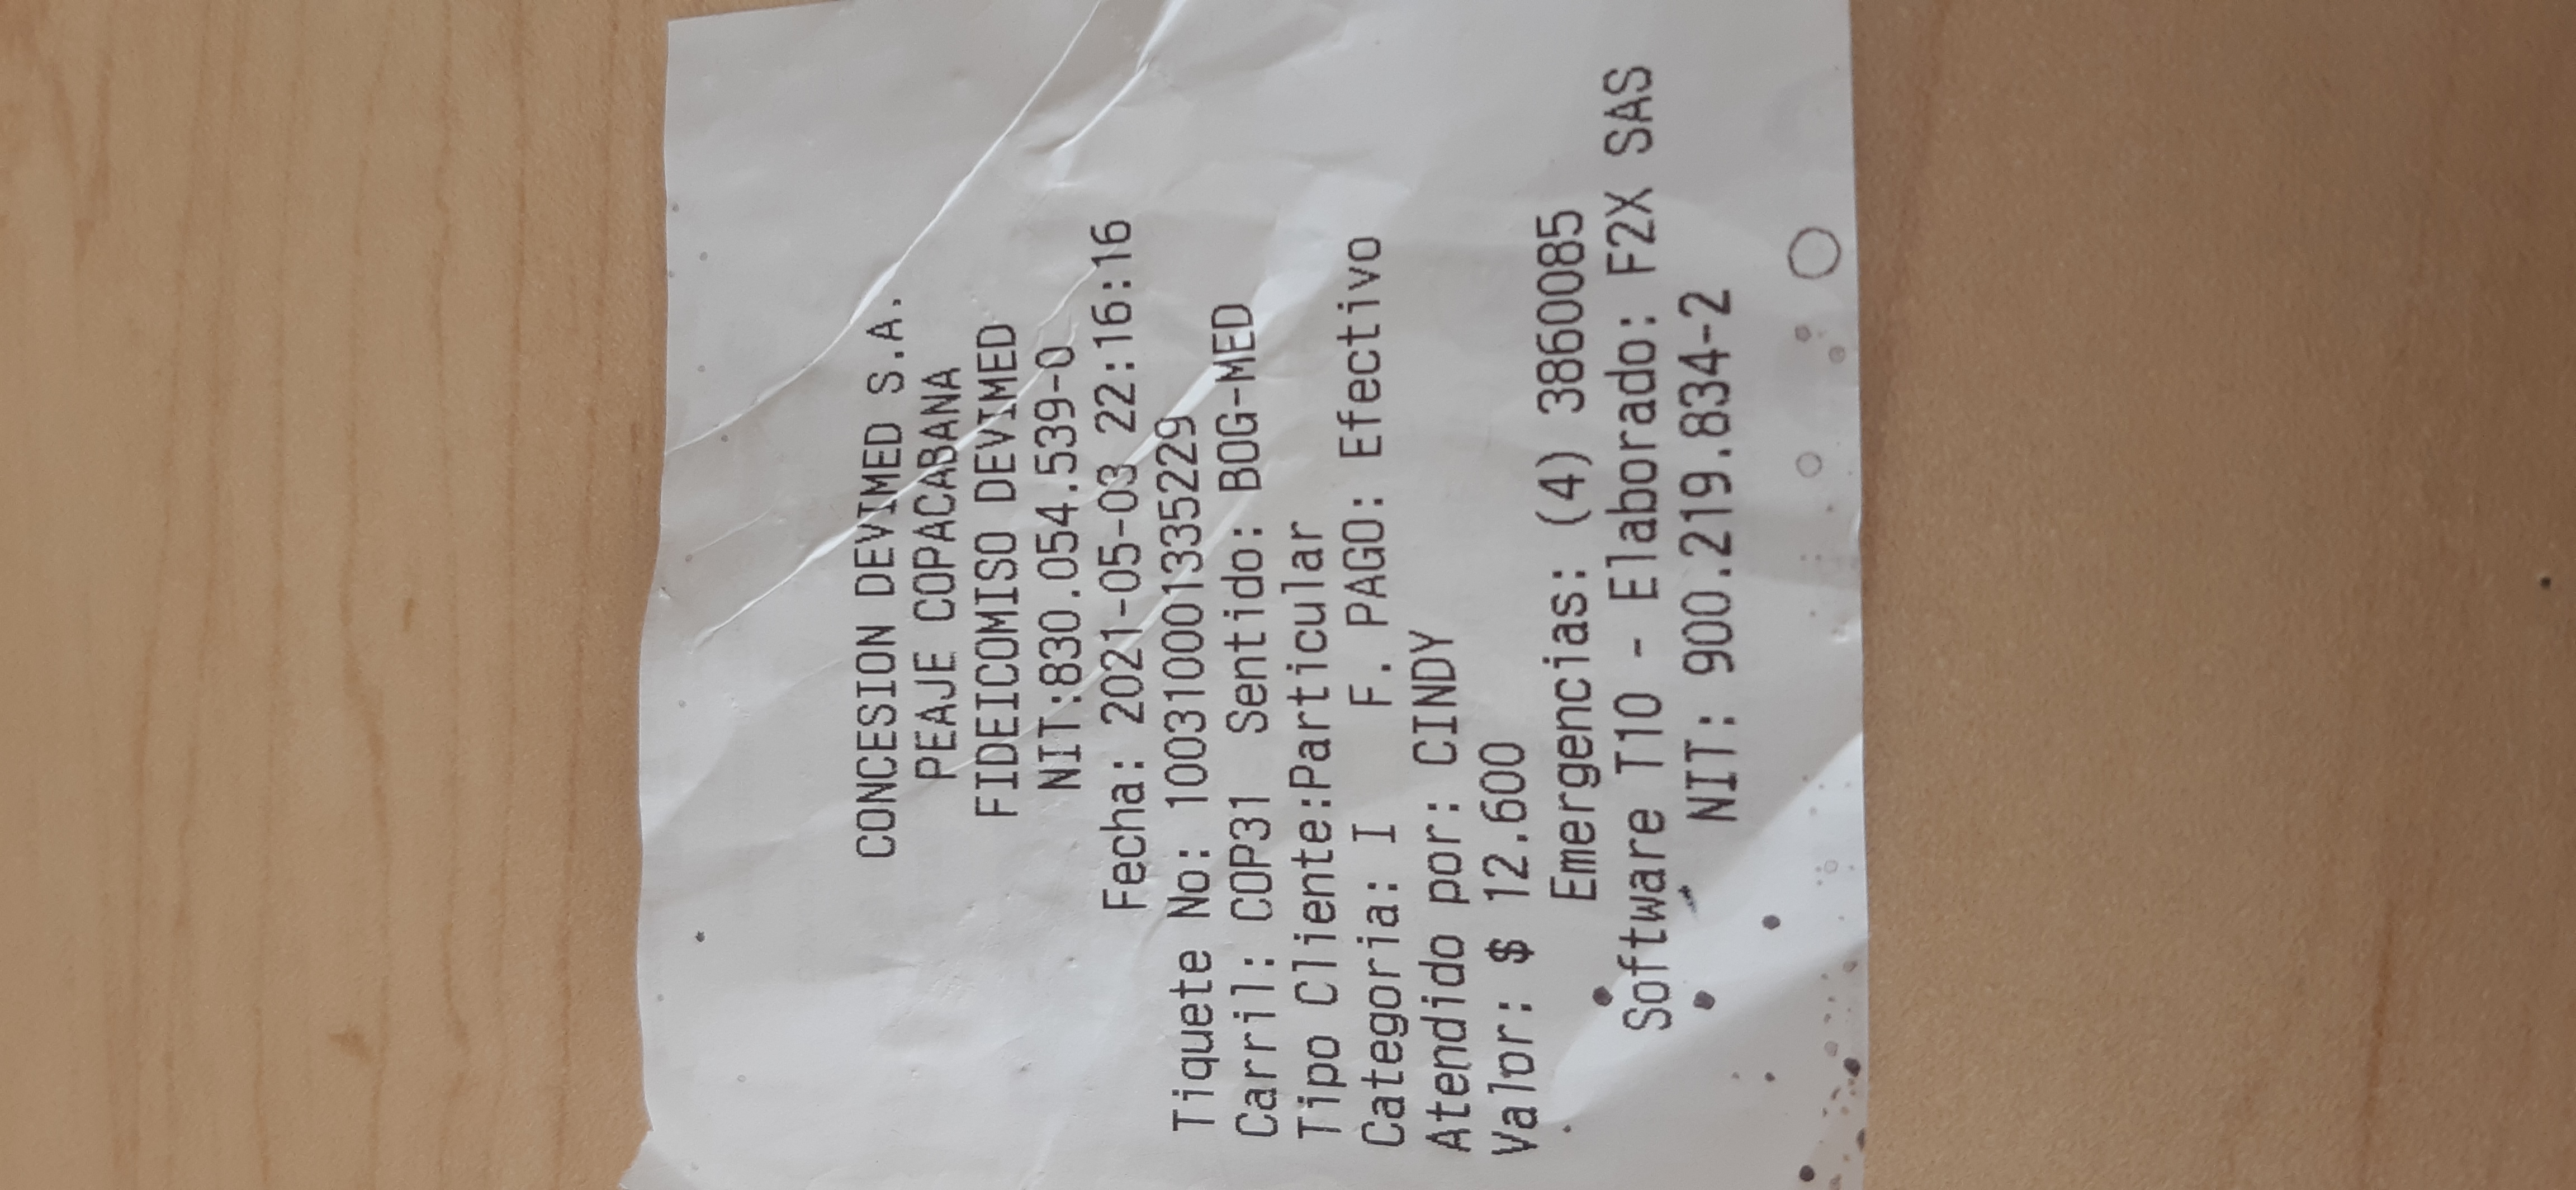 CONCESION DEVIMED S.A.
PEAJE COPACABANA
FIDEICOMISO DEVIMED
NIT:830.054.539-0
Fecha: 2021-05-03 22:16:16
Tiquete No: 10031000133522​9
Carril: COP31 Sentido: BOG-MED
Tipo Cliente:Particular
Categoria: I F. PAGO: Efectivo
Atendido por: CINDY
Valor: $ 12.600
Emergencias: (4) 3860085
Software T10 - Elaborado: F2X SAS
NIT: 900.219.834-2